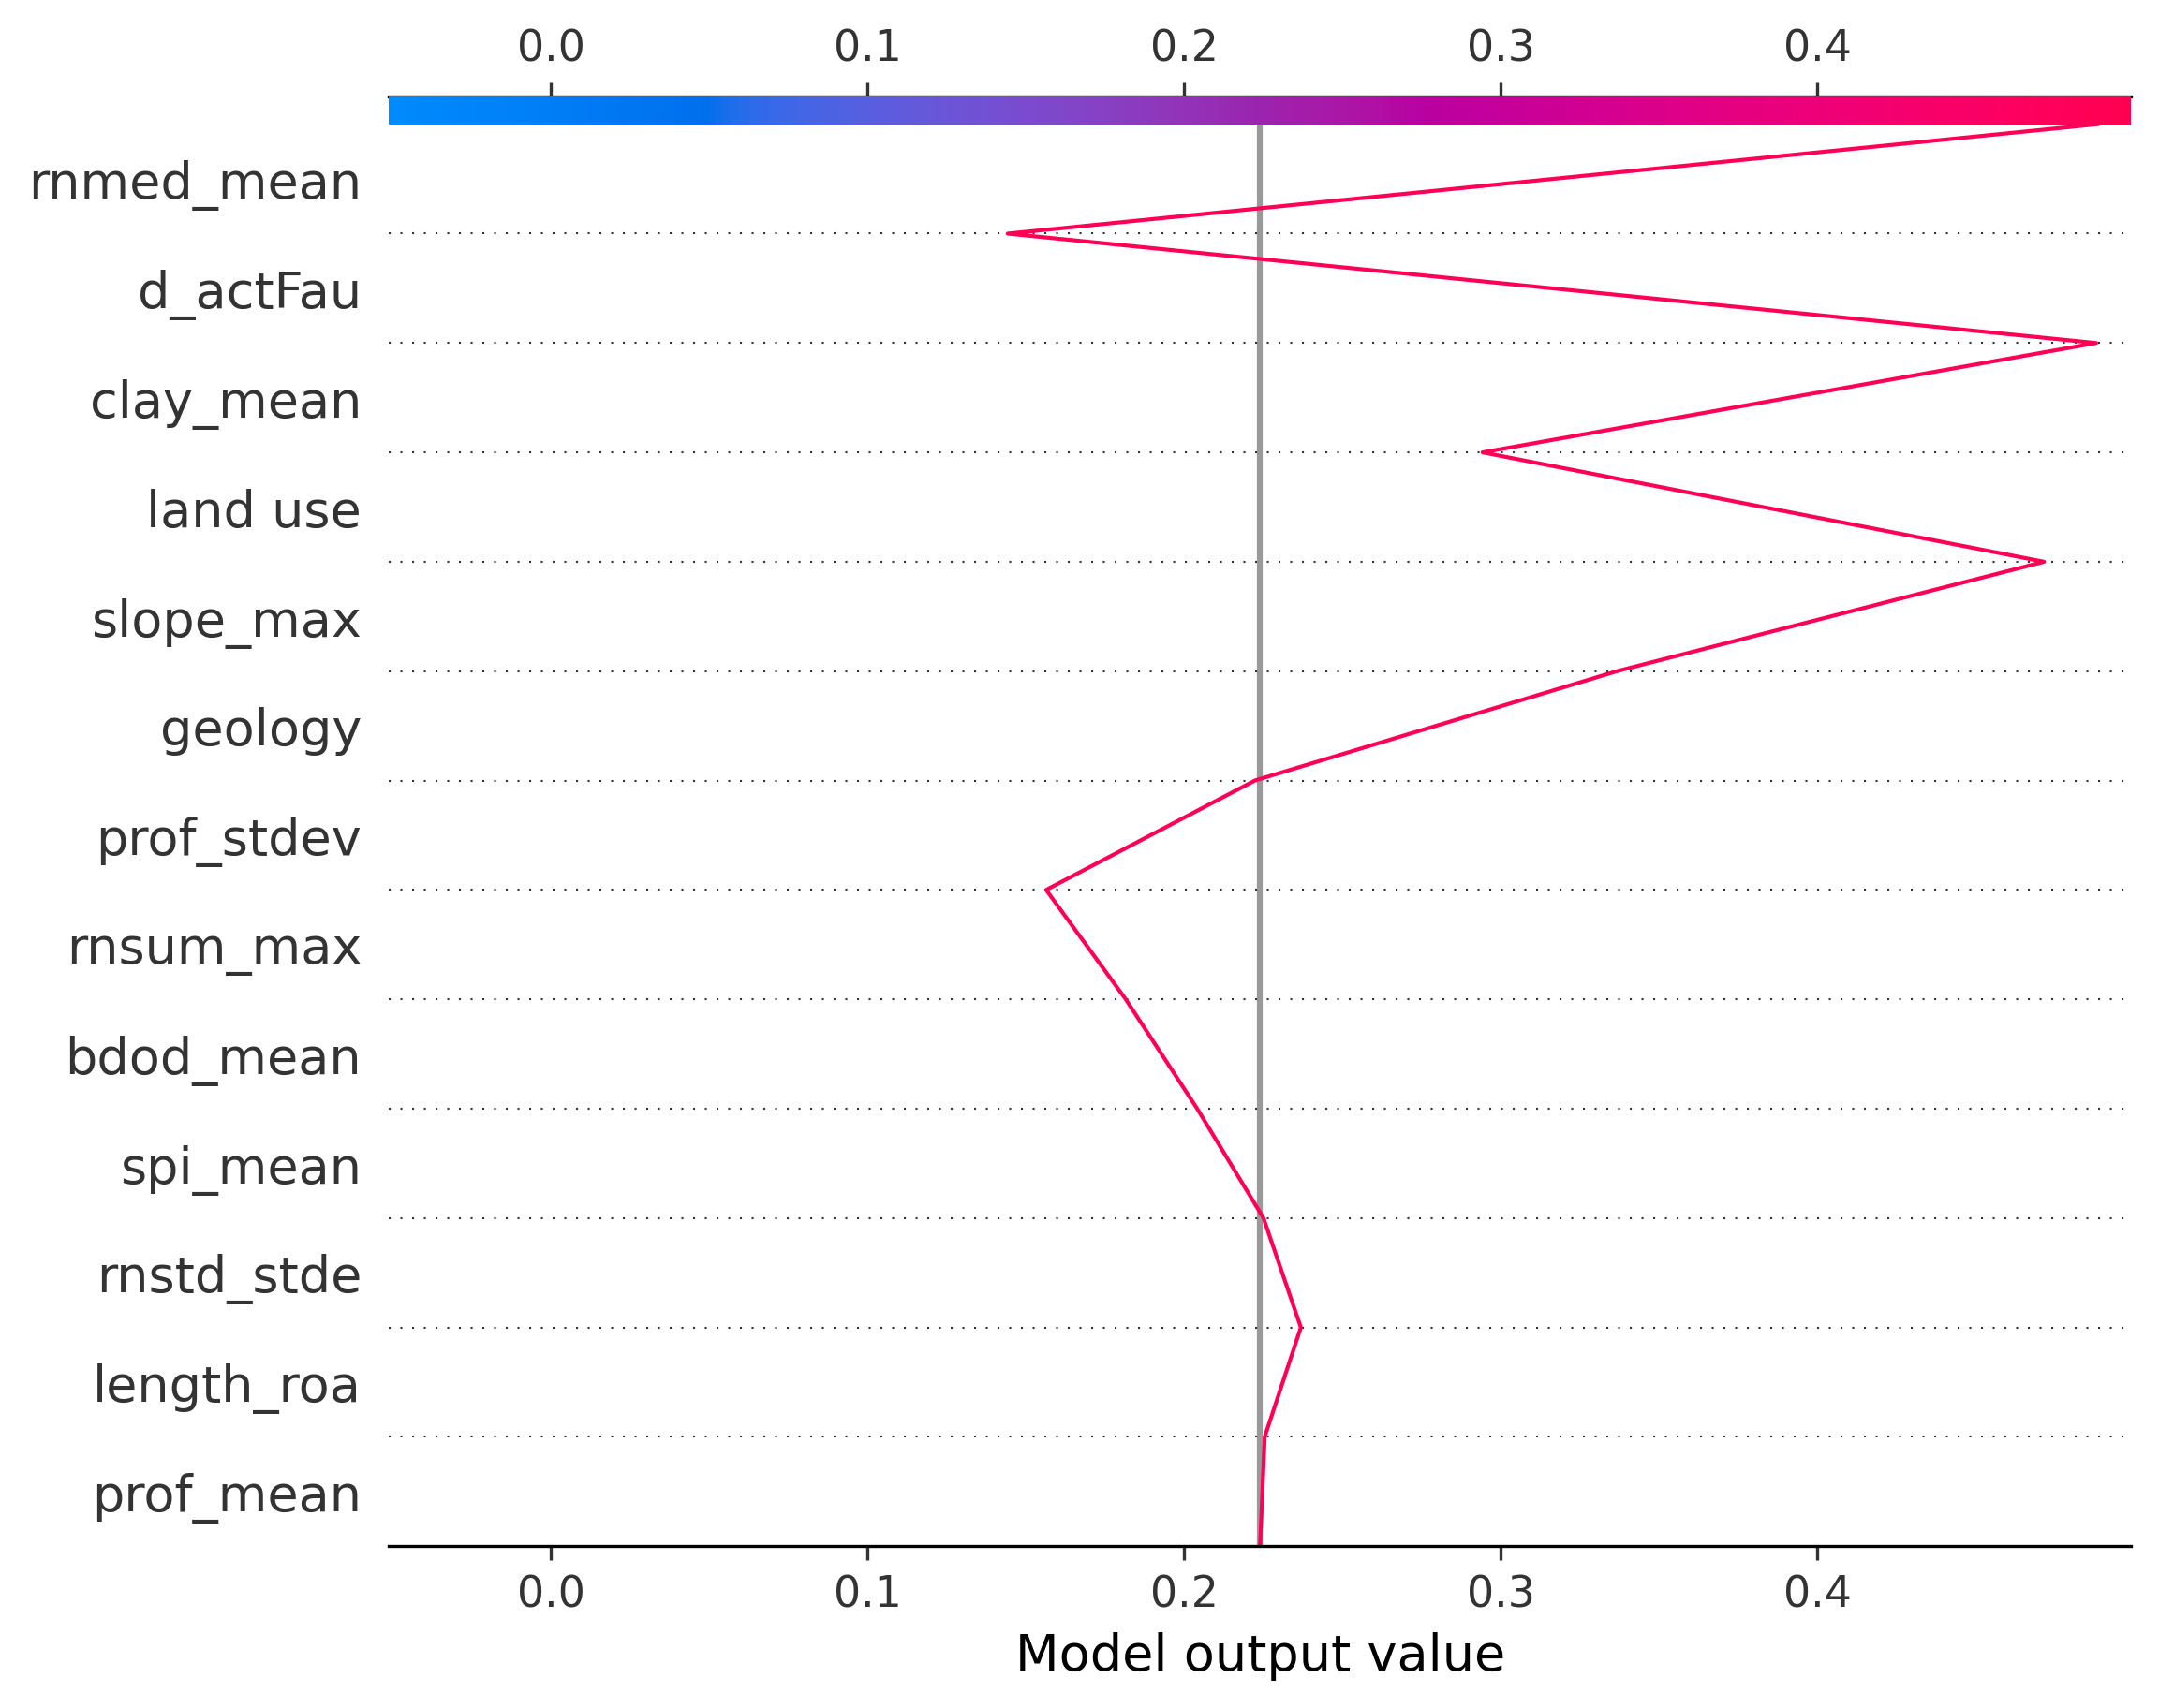 0.0 0.1 0.2 0.3 0.4
rnmed_mean
d_actFau
clay_mean
land use
slope_max
geology
prof_stdev
rnsum_max
bdod_mean
spi_mean
rnstd_stde
length_roa
prof_mean
0.0 0.1 0.2 0.3 0.4
Model output value